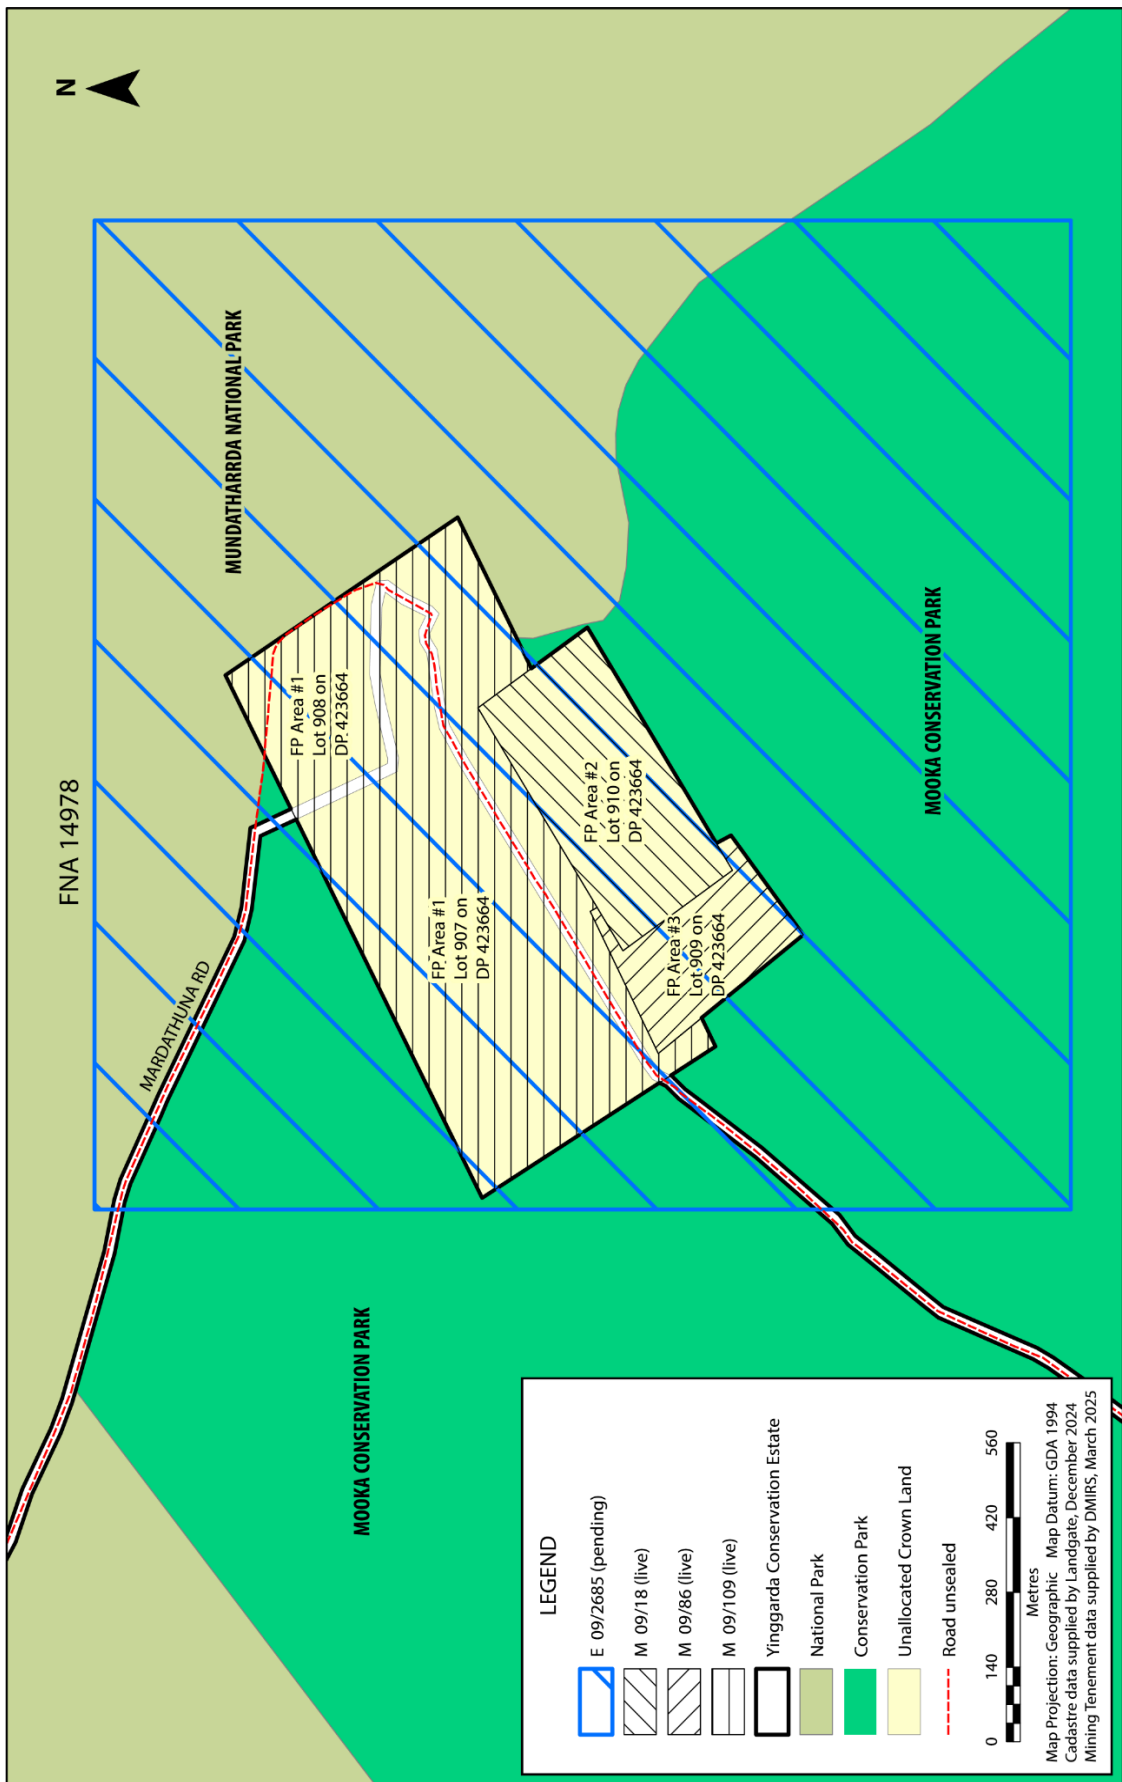 FNA 14978
N
MUNDATHARRDA NATIONAL PARK
MARDATHUNA RD
FP Area #1
Lot 908 on
DP 423664
FP Area #1
Lot 907 on
DP 423664
FP Area #2
Lot 910 on
DP 423664
FP Area #3
Lot 909 on
DP 423664
MOOKA CONSERVATION PARK
MOOKA CONSERVATION PARK
LEGEND
E 09/2685 (pending)
M 09/18 (live)
M 09/86 (live)
M 09/109 (live)
Yinggarda Conservation Estate
National Park
Conservation Park
Unallocated Crown Land
Road unsealed
0 140 280 420 560
Metres
Map Projection: Geographic Map Datum: GDA 1994
Cadastre data supplied by Landgate, December 2024
Mining Tenement data supplied by DMIRS, March 2025